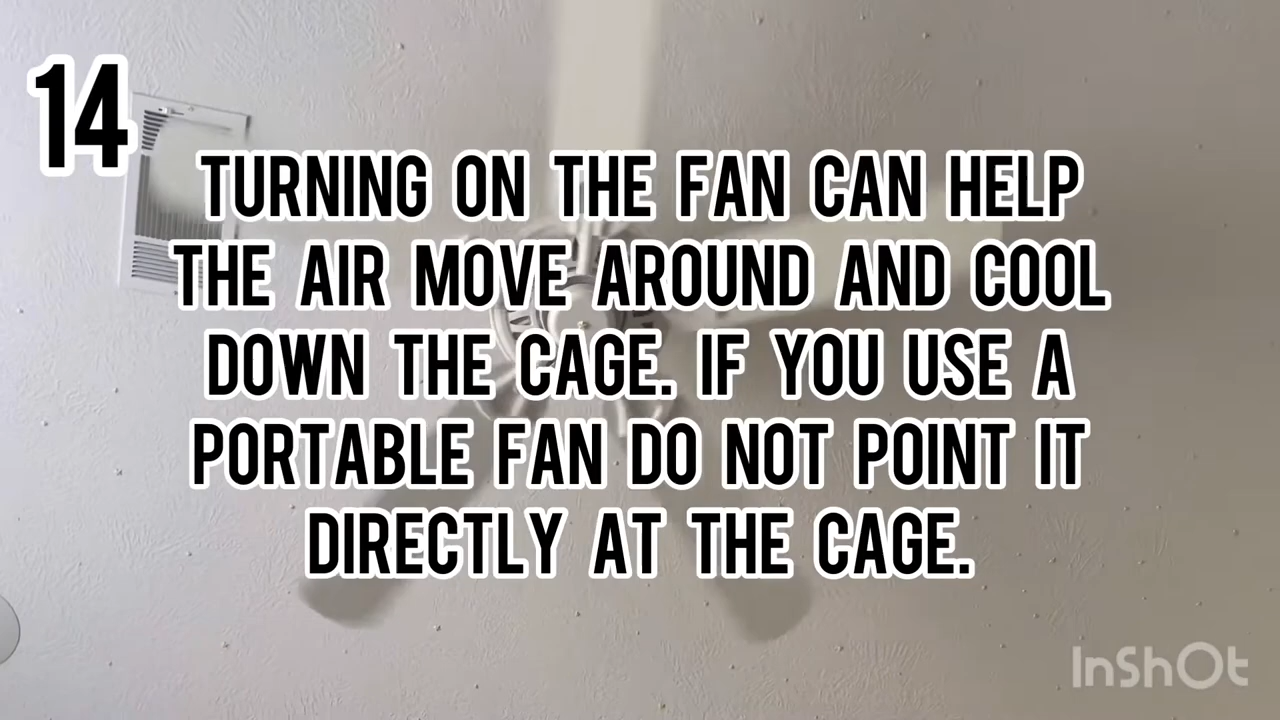 14
TURNING ON THE FAN CAN HELP
THE AIR MOVE AROUND AND COOL
DOWN THE CAGE. IF YOU USE A
PORTABLE FAN DO NOT POINT IT
DIRECTLY AT THE CAGE.
InShOt